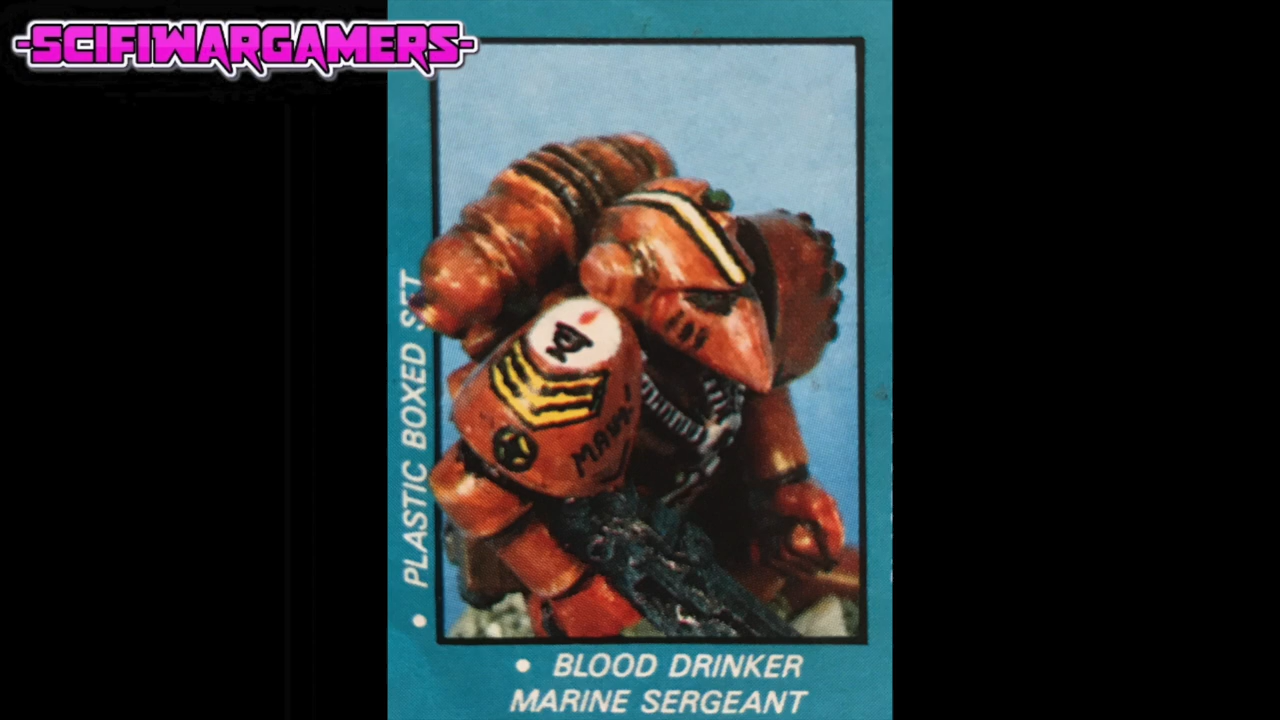 -SCIFIWARGAMERS-
• PLASTIC BOXED SET
• BLOOD DRINKER
MARINE SERGEANT